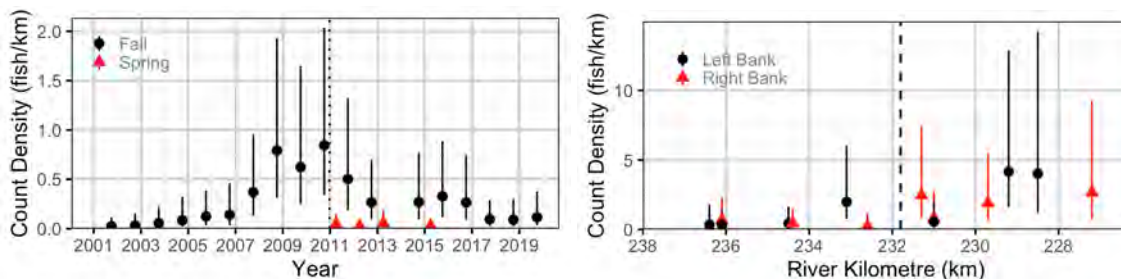 Count Density (fish/km)
2.0
1.5
1.0
0.5
0.0
Fall
Spring
2001 2003 2005 2007 2009 2011 2013 2015 2017 2019
Year
Count Density (fish/km)
10
5
0
Left Bank
Right Bank
238 236 234 232 230 228
River Kilometre (km)